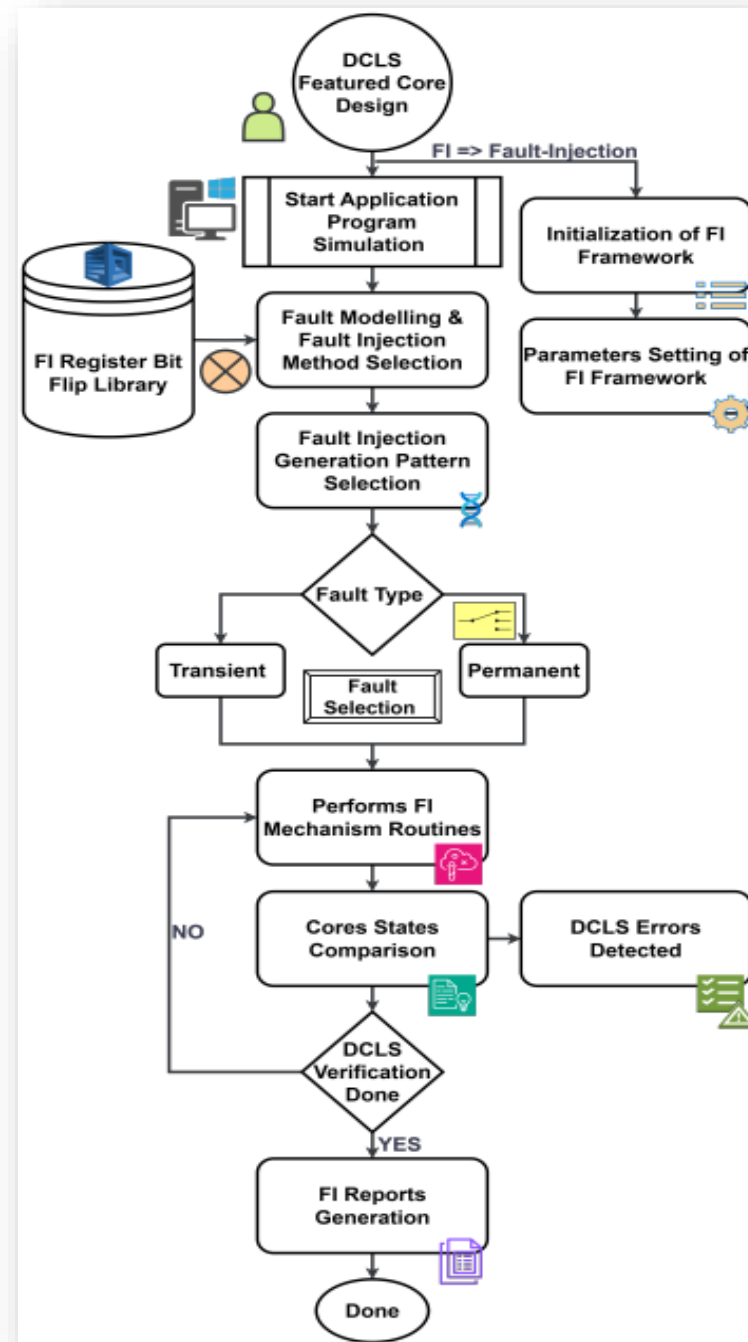 DCLS
Featured Core
Design
FI => Fault-Injection
Start Application
Program
Simulation
Initialization of FI
Framework
FI Register Bit
Flip Library
Fault Modelling &
Fault Injection
Method Selection
Parameters Setting of
FI Framework
Fault Injection
Generation Pattern
Selection
Fault Type
Transient
Fault
Selection
Permanent
Performs FI
Mechanism Routines
NO
Cores States
Comparison
DCLS Errors
Detected
DCLS
Verification
Done
YES
FI Reports
Generation
Done